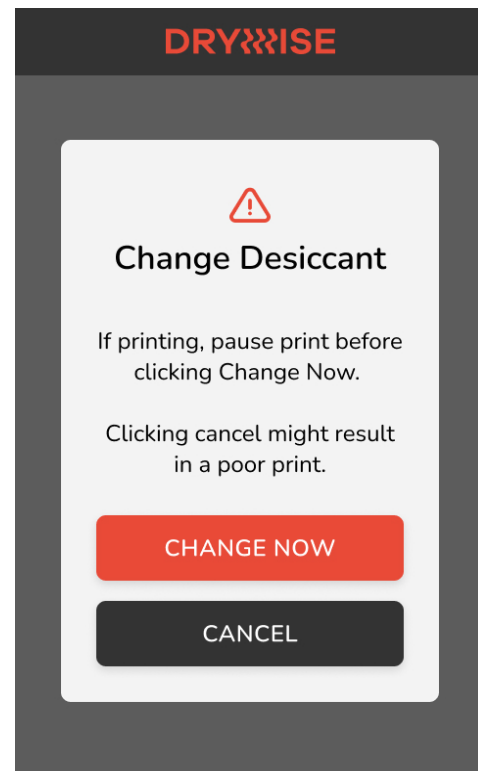 DRYWISE
Change Desiccant
If printing, pause print before
clicking Change Now.
Clicking cancel might result
in a poor print.
CHANGE NOW
CANCEL